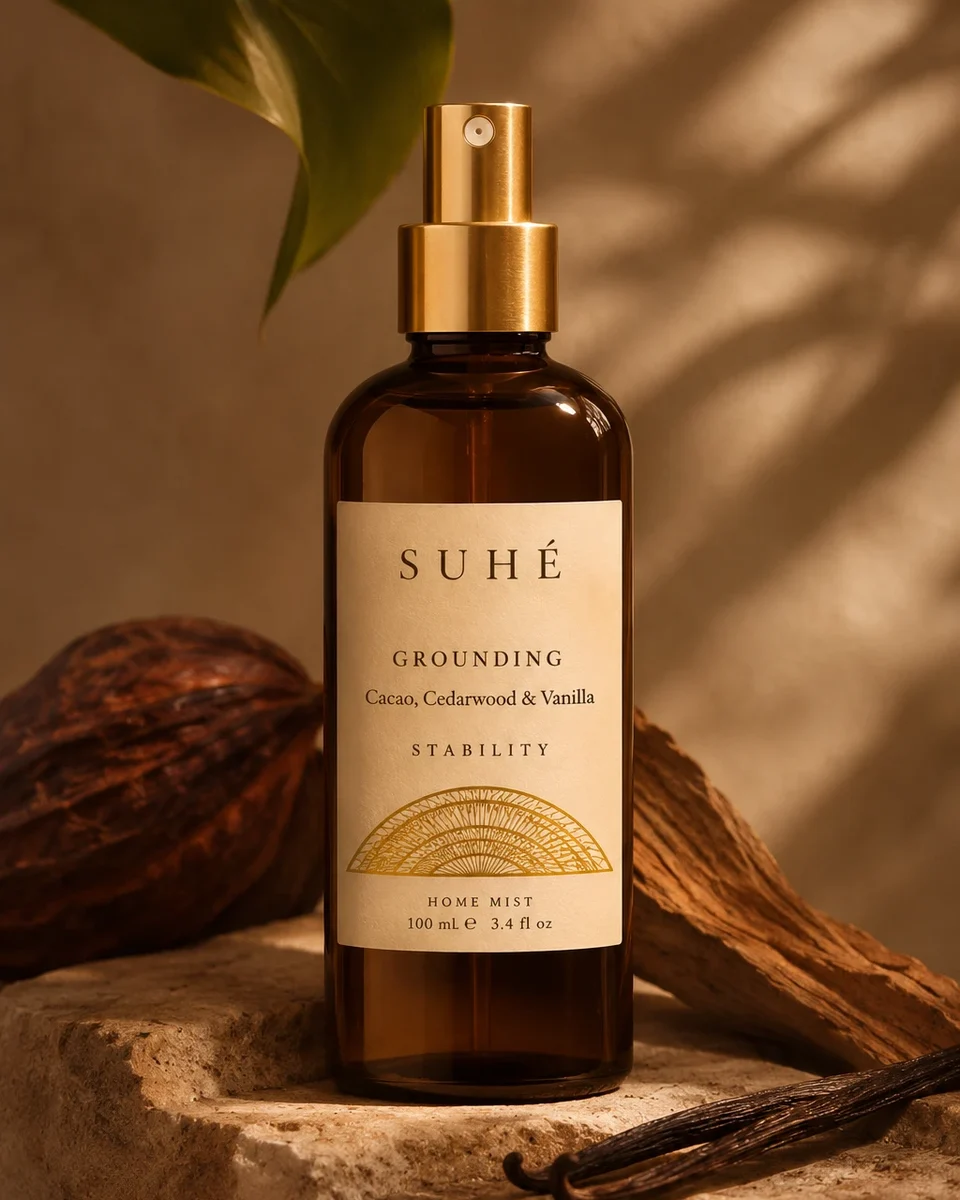 SUHÉ
GROUNDING
Cacao, Cedarwood & Vanilla
STABILITY
HOME MIST
100 mL ℮ 3.4 fl oz